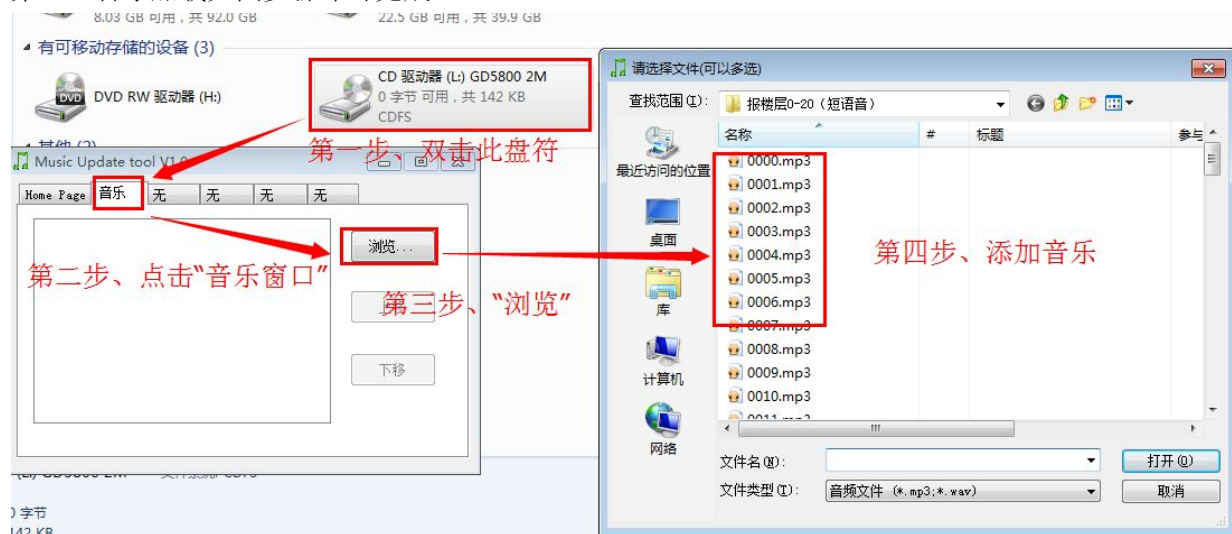 8.03 GB 可用，共 92.0 GB
22.5 GB 可用，共 39.9 GB
有可移动存储的设备 (3)
DVD RW 驱动器 (H:)
CD 驱动器 (L:) GD5800 2M
0 字节 可用，共 142 KB
CDFS
第一步、双击此盘符
Music Update tool V1.0
Home Page
音乐
无
无
无
无
浏览...
第二步、点击“音乐窗口”
第三步、“浏览”
下移
0 字节
142 KB
请选择文件(可以多选)
查找范围(I):
报楼层0-20（短语音）
名称
#
标题
参与
最近访问的位置
桌面
库
计算机
网络
0000.mp3
0001.mp3
0002.mp3
0003.mp3
0004.mp3
0005.mp3
0006.mp3
0007.mp3
0008.mp3
0009.mp3
0010.mp3
0011.mp3
第四步、添加音乐
文件名(N):
打开(O)
文件类型(T):
音频文件 (*.mp3;*.wav)
取消